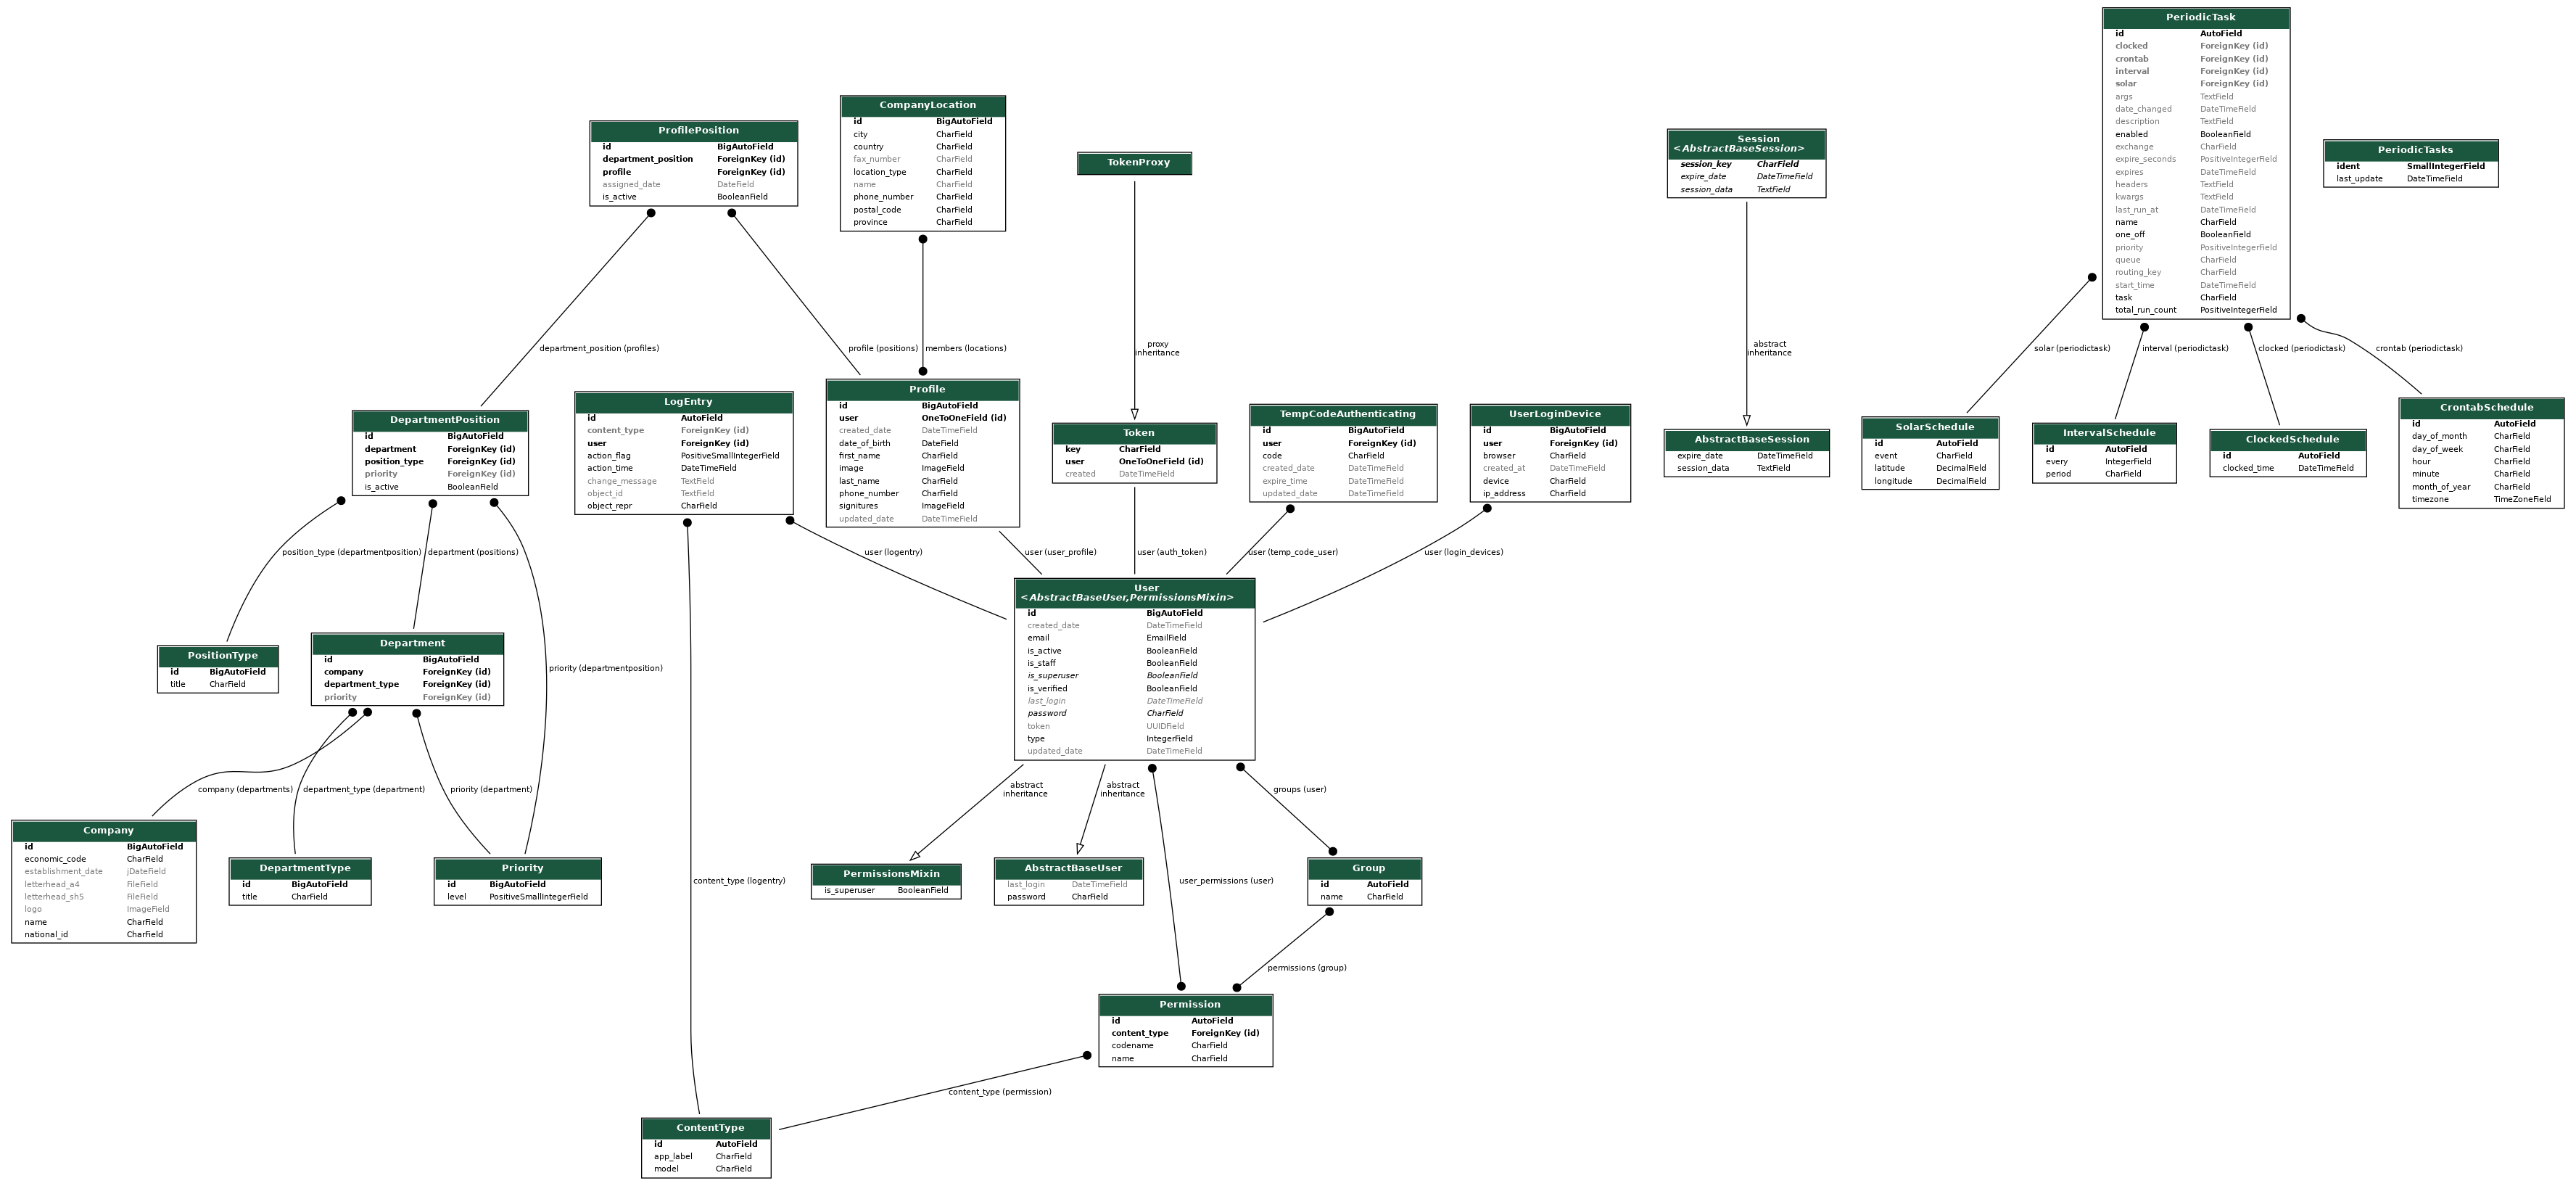 PeriodicTask
id AutoField
clocked ForeignKey (id)
crontab ForeignKey (id)
interval ForeignKey (id)
solar ForeignKey (id)
args TextField
date_changed DateTimeField
description TextField
enabled BooleanField
exchange CharField
expire_seconds PositiveIntegerField
expires DateTimeField
headers TextField
kwargs TextField
last_run_at DateTimeField
name CharField
one_off BooleanField
priority PositiveIntegerField
queue CharField
routing_key CharField
start_time DateTimeField
task CharField
total_run_count PositiveIntegerField
CompanyLocation
id BigAutoField
city CharField
country CharField
fax_number CharField
location_type CharField
name CharField
phone_number CharField
postal_code CharField
province CharField
ProfilePosition
id BigAutoField
department_position ForeignKey (id)
profile ForeignKey (id)
assigned_date DateField
is_active BooleanField
TokenProxy
Session
<AbstractBaseSession>
session_key CharField
expire_date DateTimeField
session_data TextField
PeriodicTasks
ident SmallIntegerField
last_update DateTimeField
department_position (profiles)
profile (positions)
members (locations)
proxy
inheritance
abstract
inheritance
solar (periodictask)
interval (periodictask)
clocked (periodictask)
crontab (periodictask)
DepartmentPosition
id BigAutoField
department ForeignKey (id)
position_type ForeignKey (id)
priority ForeignKey (id)
is_active BooleanField
LogEntry
id AutoField
content_type ForeignKey (id)
user ForeignKey (id)
action_flag PositiveSmallIntegerField
action_time DateTimeField
change_message TextField
object_id TextField
object_repr CharField
Profile
id BigAutoField
user OneToOneField (id)
created_date DateTimeField
date_of_birth DateField
first_name CharField
image ImageField
last_name CharField
phone_number CharField
signitures ImageField
updated_date DateTimeField
Token
key CharField
user OneToOneField (id)
created DateTimeField
TempCodeAuthenticating
id BigAutoField
user ForeignKey (id)
code CharField
created_date DateTimeField
expire_time DateTimeField
updated_date DateTimeField
UserLoginDevice
id BigAutoField
user ForeignKey (id)
browser CharField
created_at DateTimeField
device CharField
ip_address CharField
AbstractBaseSession
expire_date DateTimeField
session_data TextField
SolarSchedule
id AutoField
event CharField
latitude DecimalField
longitude DecimalField
IntervalSchedule
id AutoField
every IntegerField
period CharField
ClockedSchedule
id AutoField
clocked_time DateTimeField
CrontabSchedule
id AutoField
day_of_month CharField
day_of_week CharField
hour CharField
minute CharField
month_of_year CharField
timezone TimeZoneField
position_type (departmentposition)
department (positions)
user (logentry)
user (user_profile)
user (auth_token)
user (temp_code_user)
user (login_devices)
PositionType
id BigAutoField
title CharField
Department
id BigAutoField
company ForeignKey (id)
department_type ForeignKey (id)
priority ForeignKey (id)
priority (departmentposition)
User
<AbstractBaseUser,PermissionsMixin>
id BigAutoField
created_date DateTimeField
email EmailField
is_active BooleanField
is_staff BooleanField
is_superuser BooleanField
is_verified BooleanField
last_login DateTimeField
password CharField
token UUIDField
type IntegerField
updated_date DateTimeField
company (departments)
department_type (department)
priority (department)
abstract
inheritance
abstract
inheritance
groups (user)
Company
id BigAutoField
economic_code CharField
establishment_date jDateField
letterhead_a4 FileField
letterhead_sh5 FileField
logo ImageField
name CharField
national_id CharField
DepartmentType
id BigAutoField
title CharField
Priority
id BigAutoField
level PositiveSmallIntegerField
content_type (logentry)
PermissionsMixin
is_superuser BooleanField
AbstractBaseUser
last_login DateTimeField
password CharField
user_permissions (user)
Group
id AutoField
name CharField
permissions (group)
Permission
id AutoField
content_type ForeignKey (id)
codename CharField
name CharField
content_type (permission)
ContentType
id AutoField
app_label CharField
model CharField